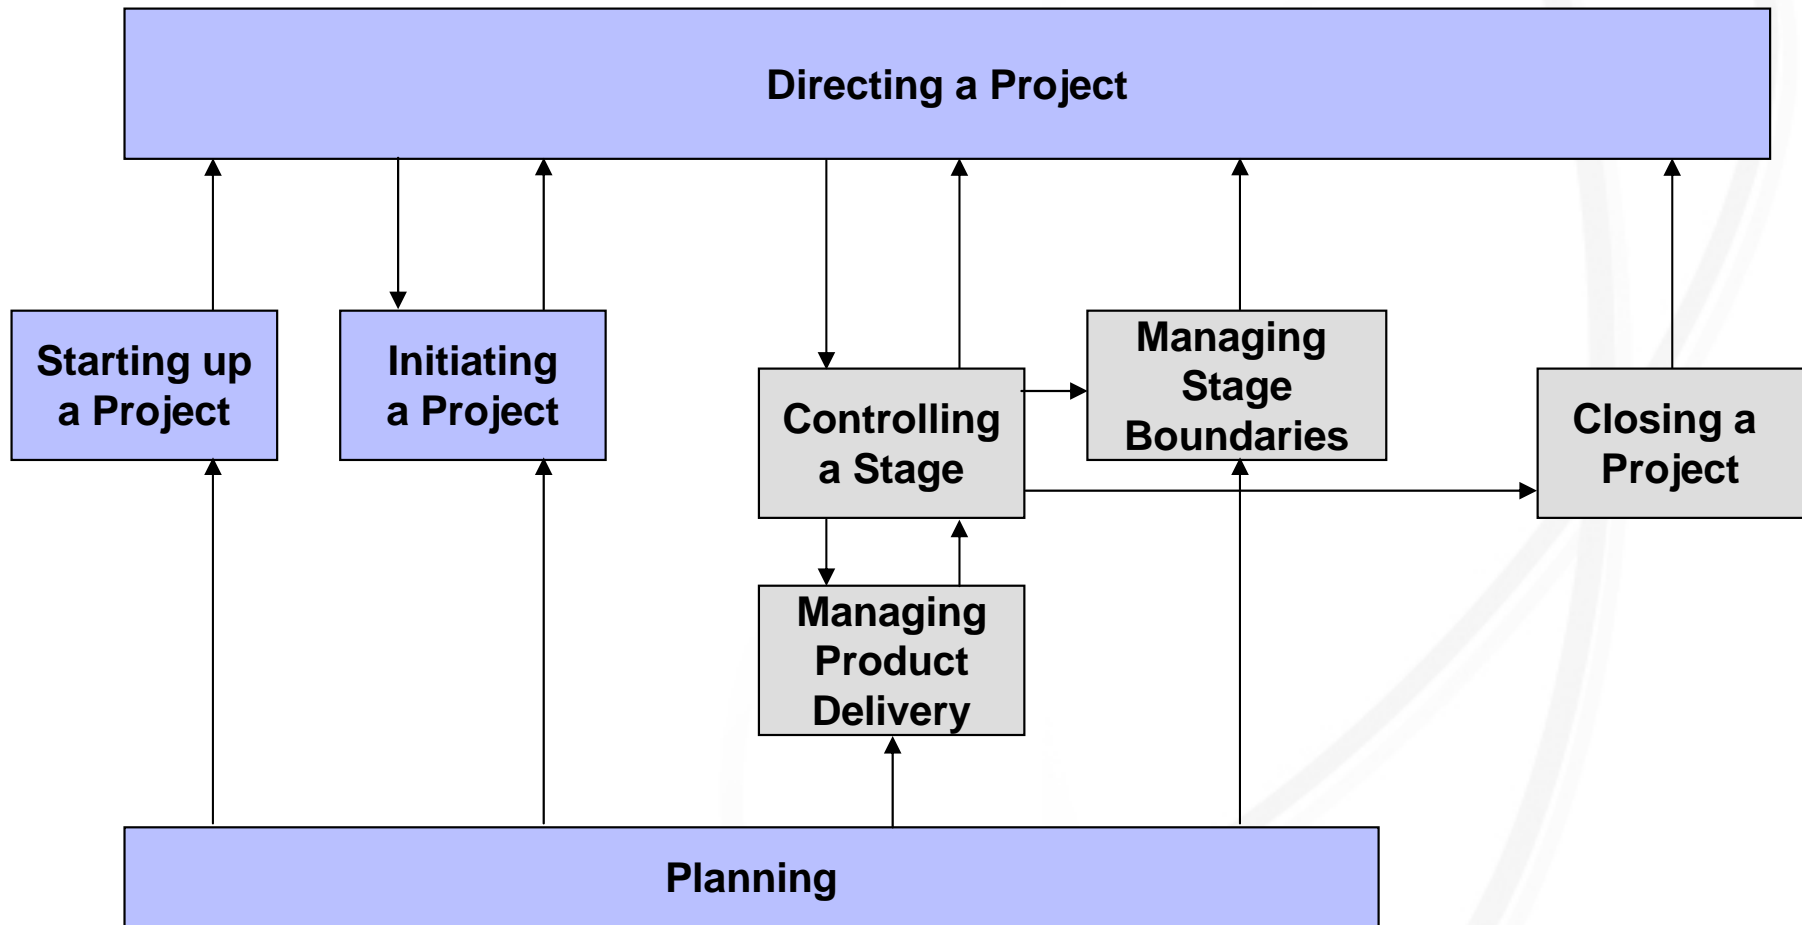 Directing a Project
Starting up
a Project
Initiating
a Project
Controlling
a Stage
Managing
Stage
Boundaries
Closing a
Project
Managing
Product
Delivery
Planning